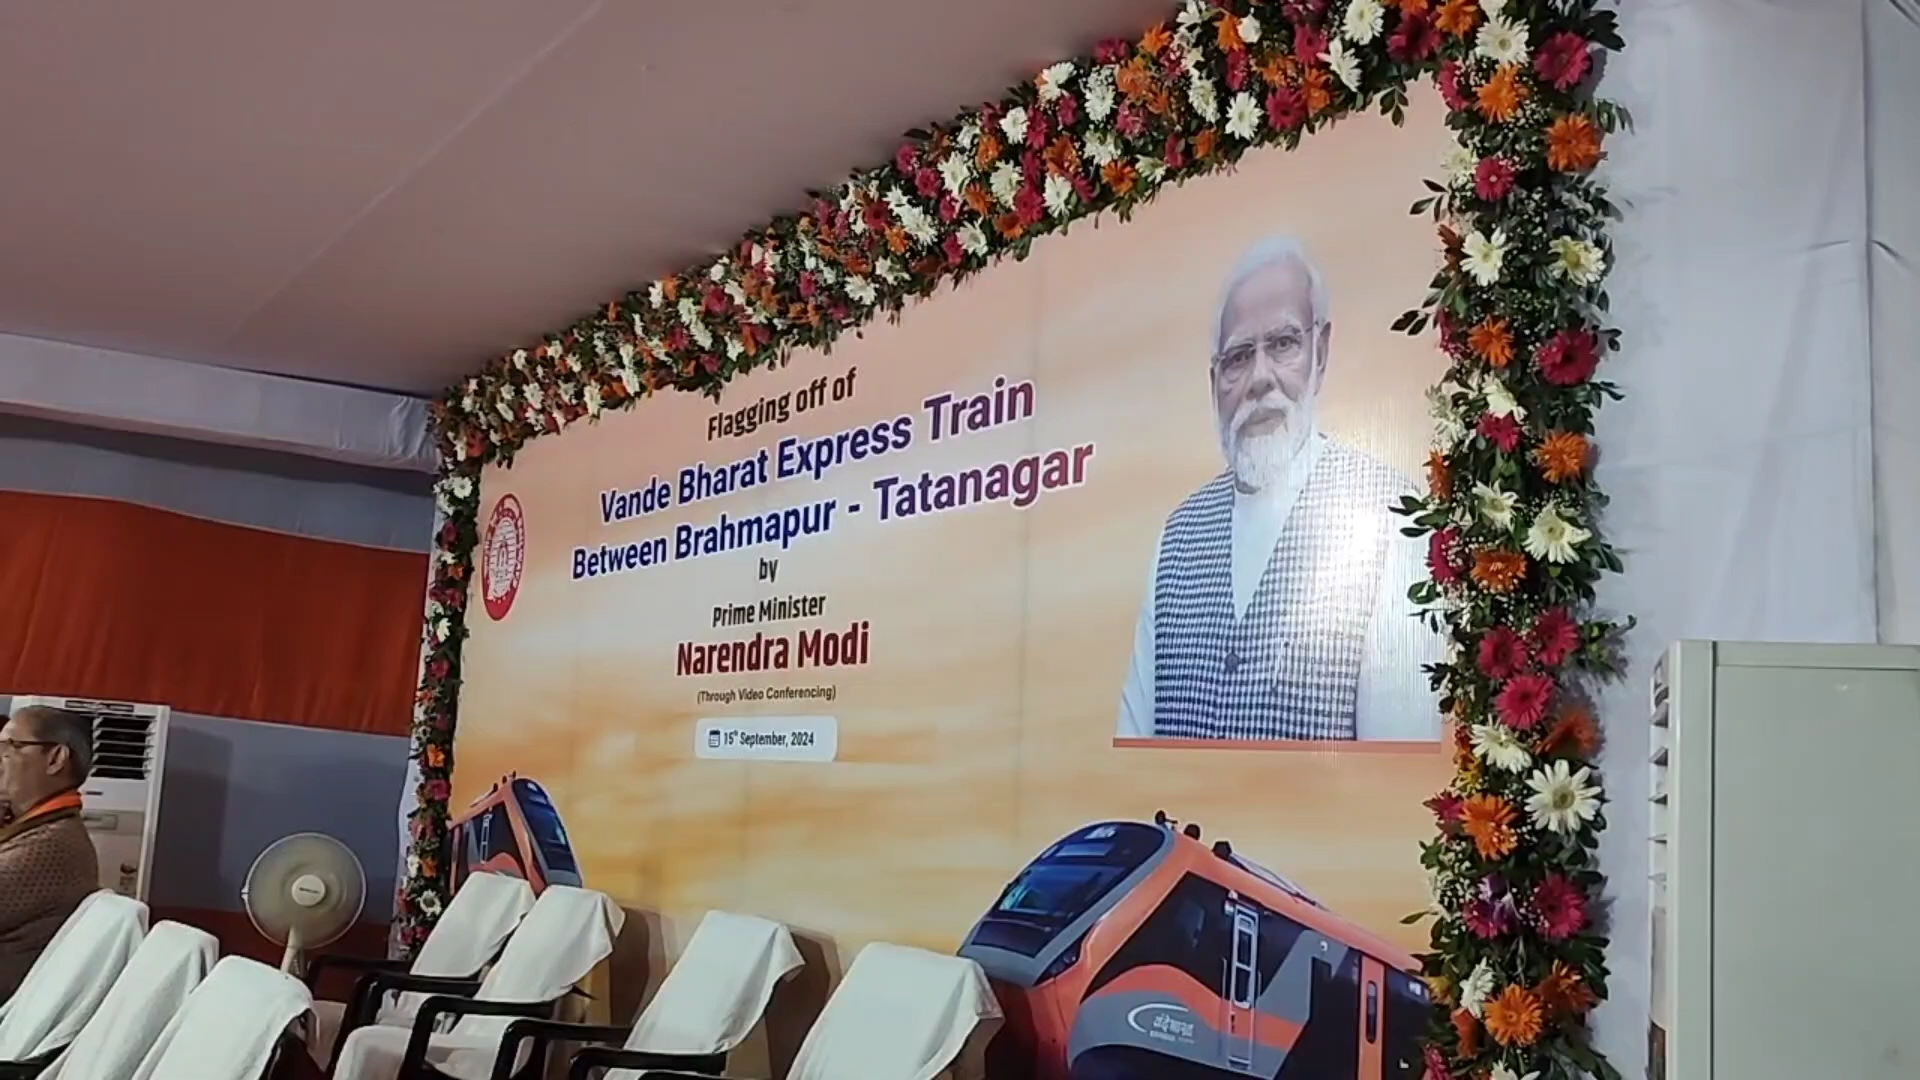 Flagging off of
Vande Bharat Express Train
Between Brahmapur - Tatanagar
by
Prime Minister
Narendra Modi
(Through Video Conferencing)
15th September, 2024
वंदे भारत